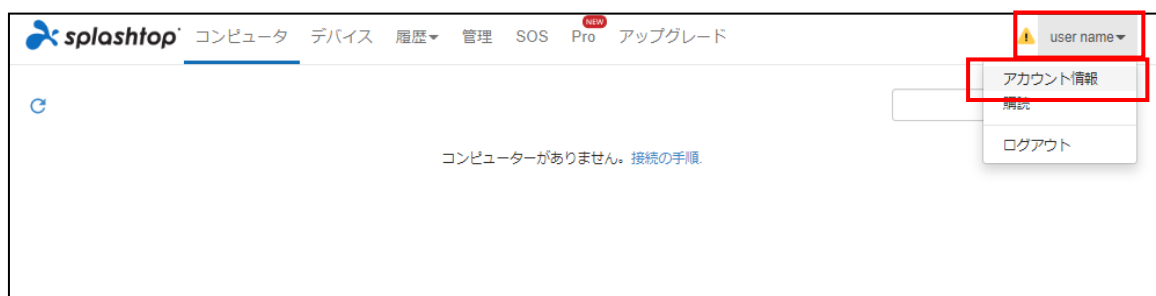 splashtop コンピュータ デバイス 履歴 管理 SOS Pro NEW アップグレード user name
アカウント情報
購読
コンピューターがありません。接続の手順.
ログアウト